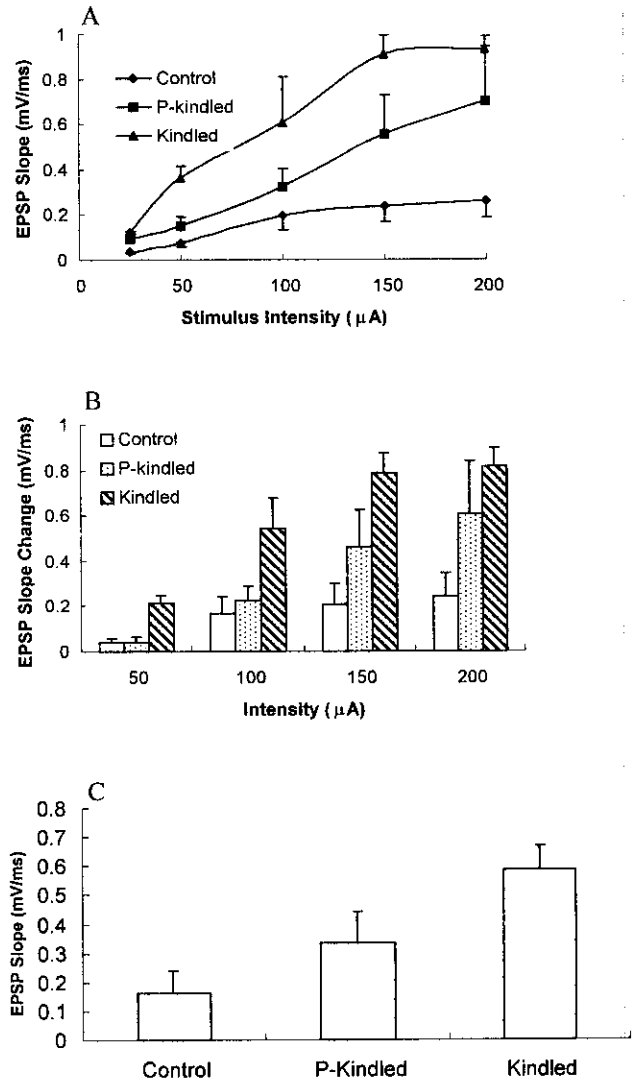 A
EPSP Slope (mV/ms)
1
0.8
0.6
0.4
0.2
0
Control
P-kindled
Kindled
0 50 100 150 200
Stimulus Intensity (μA)
B
EPSP Slope Change (mV/ms)
1
0.8
0.6
0.4
0.2
0
Control
P-kindled
Kindled
50 100 150 200
Intensity (μA)
C
EPSP Slope (mV/ms)
0.8
0.7
0.6
0.5
0.4
0.3
0.2
0.1
0
Control P-Kindled Kindled